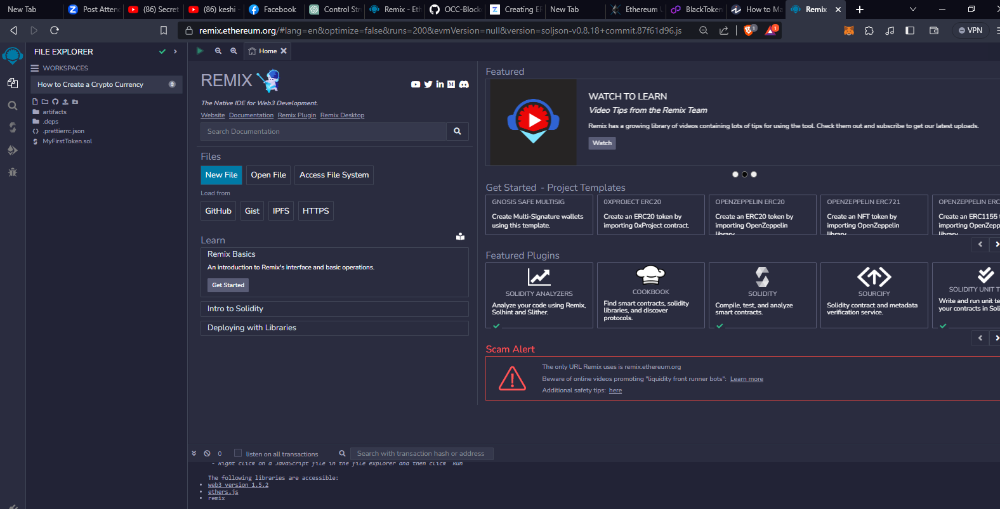 New Tab
Post Atten
(86) Secret
(86) keshi -
Facebook
Control Str
Remix - Eth
OCC-Block
Creating ER
New Tab
Ethereum U
BlackToken
How to Ma
Remix
remix.ethereum.org/#lang=en&optimize=false&runs=200&evmVersion=null&version=soljson-v0.8.18+commit.87f61d96.js
1
1
VPN
FILE EXPLORER
WORKSPACES
How to Create a Crypto Currency
artifacts
.deps
.prettierrc.json
MyFirstToken.sol
Home
REMIX
The Native IDE for Web3 Development.
Website Documentation Remix Plugin Remix Desktop
Search Documentation
Files
New File Open File Access File System
Load from
GitHub Gist IPFS HTTPS
Learn
Remix Basics
An introduction to Remix's interface and basic operations.
Get Started
Intro to Solidity
Deploying with Libraries
Featured
WATCH TO LEARN
Video Tips from the Remix Team
Remix has a growing library of videos containing lots of tips for using the tool. Check them out and subscribe to get our latest uploads.
Watch
Get Started - Project Templates
GNOSIS SAFE MULTISIG
Create Multi-Signature wallets
using this template.
0XPROJECT ERC20
Create an ERC20 token by
importing 0xProject contract.
OPENZEPPELIN ERC20
Create an ERC20 token by
importing OpenZeppelin
library.
OPENZEPPELIN ERC721
Create an NFT token by
importing OpenZeppelin
library.
OPENZEPPELIN ERC
Create an ERC1155 t
importing OpenZepp
library.
Featured Plugins
SOLIDITY ANALYZERS
Analyze your code using Remix,
Solhint and Slither.
COOKBOOK
Find smart contracts, solidity
libraries, and discover
protocols.
SOLIDITY
Compile, test, and analyze
smart contracts.
SOURCIFY
Solidity contract and metadata
verification service.
SOLIDITY UNIT T
Write and run unit te
your contracts in Soli
Scam Alert
The only URL Remix uses is remix.ethereum.org
Beware of online videos promoting "liquidity front runner bots": Learn more
Additional safety tips: here
0 listen on all transactions
Search with transaction hash or address
- Right click on a JavaScript file in the file explorer and then click `Run`
The following libraries are accessible:
web3 version 1.5.2
ethers.js
remix